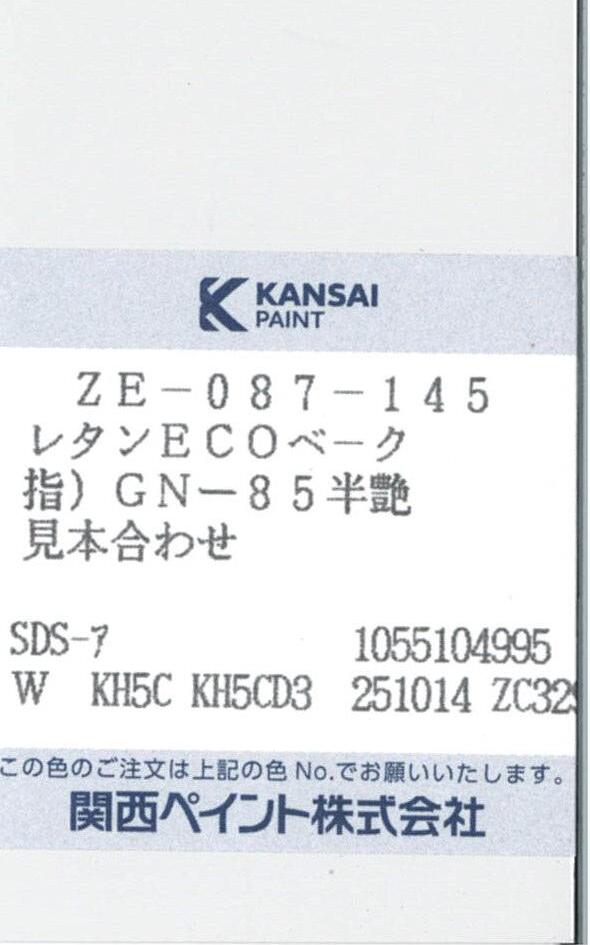 KANSAI
PAINT
ZE-087-145
レタンECOベーク
指)GN-85半艶
見本合わせ
SDS-7 1055104995
W KH5C KH5CD3 251014
この色のご注文は上記の色No.でお願いいたします。
関西ペイント株式会社